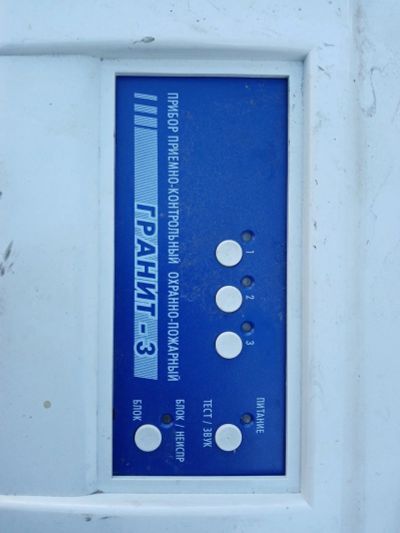 ПРИБОР ПРИЕМНО-КОНТРОЛЬНЫЙ ОХРАННО-ПОЖАРНЫЙ
ГРАНИТ-3
1
2
3
ПИТАНИЕ
ТЕСТ / ЗВУК
БЛОК / НЕИСПР
БЛОК